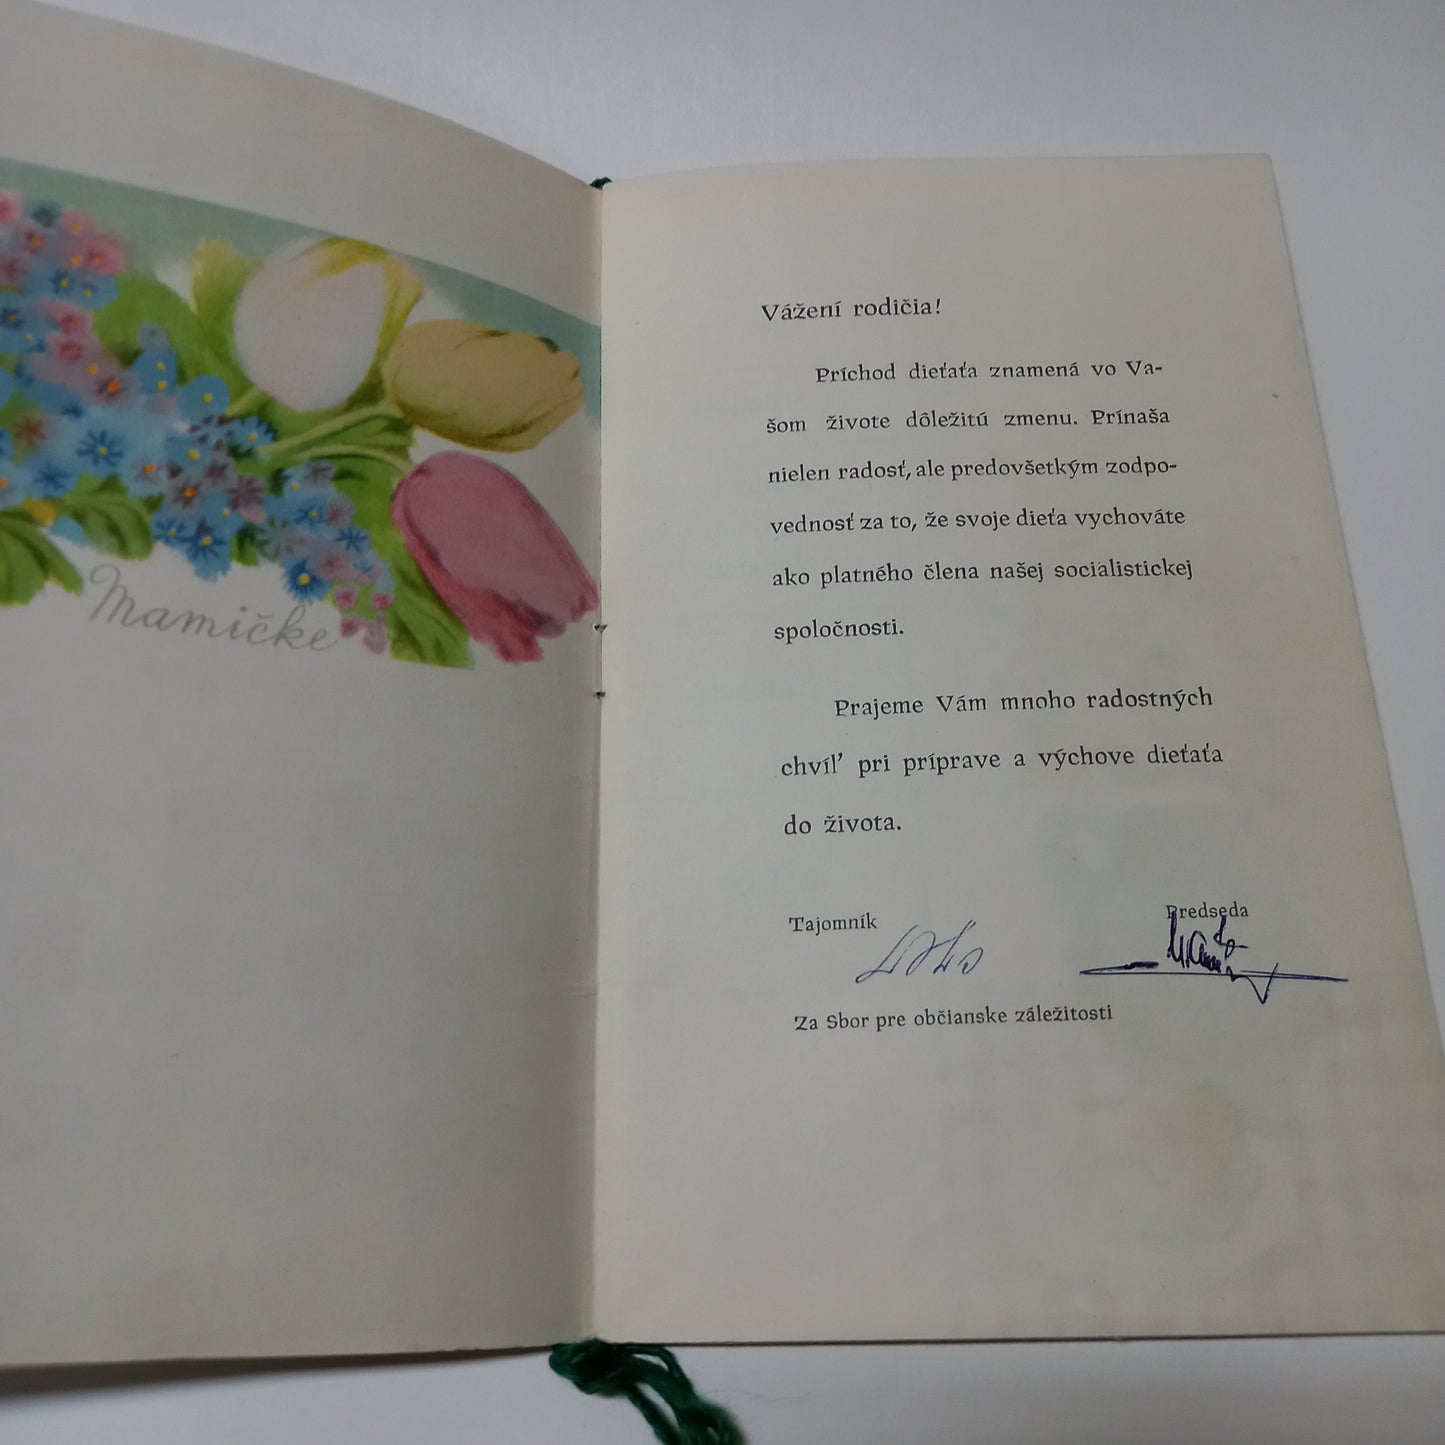 Mamičke
Vážení rodičia!
Príchod dieťaťa znamená vo Va-
šom živote dôležitú zmenu. Prínaša
nielen radosť, ale predovšetkým zodpo-
vednosť za to, že svoje dieťa vychováte
ako platného člena našej socialistickej
spoločnosti.
Prajeme Vám mnoho radostných
chvíľ pri príprave a výchove dieťaťa
do života.
Tajomník Predseda
Za Sbor pre občianske záležitosti